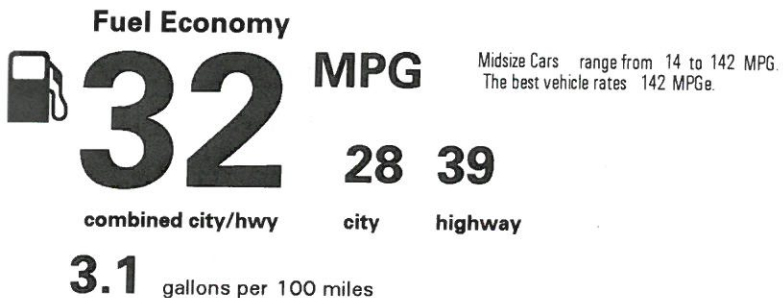 Fuel Economy
32 MPG
Midsize Cars range from 14 to 142 MPG.
The best vehicle rates 142 MPGe.
28 39
combined city/hwy city highway
3.1 gallons per 100 miles